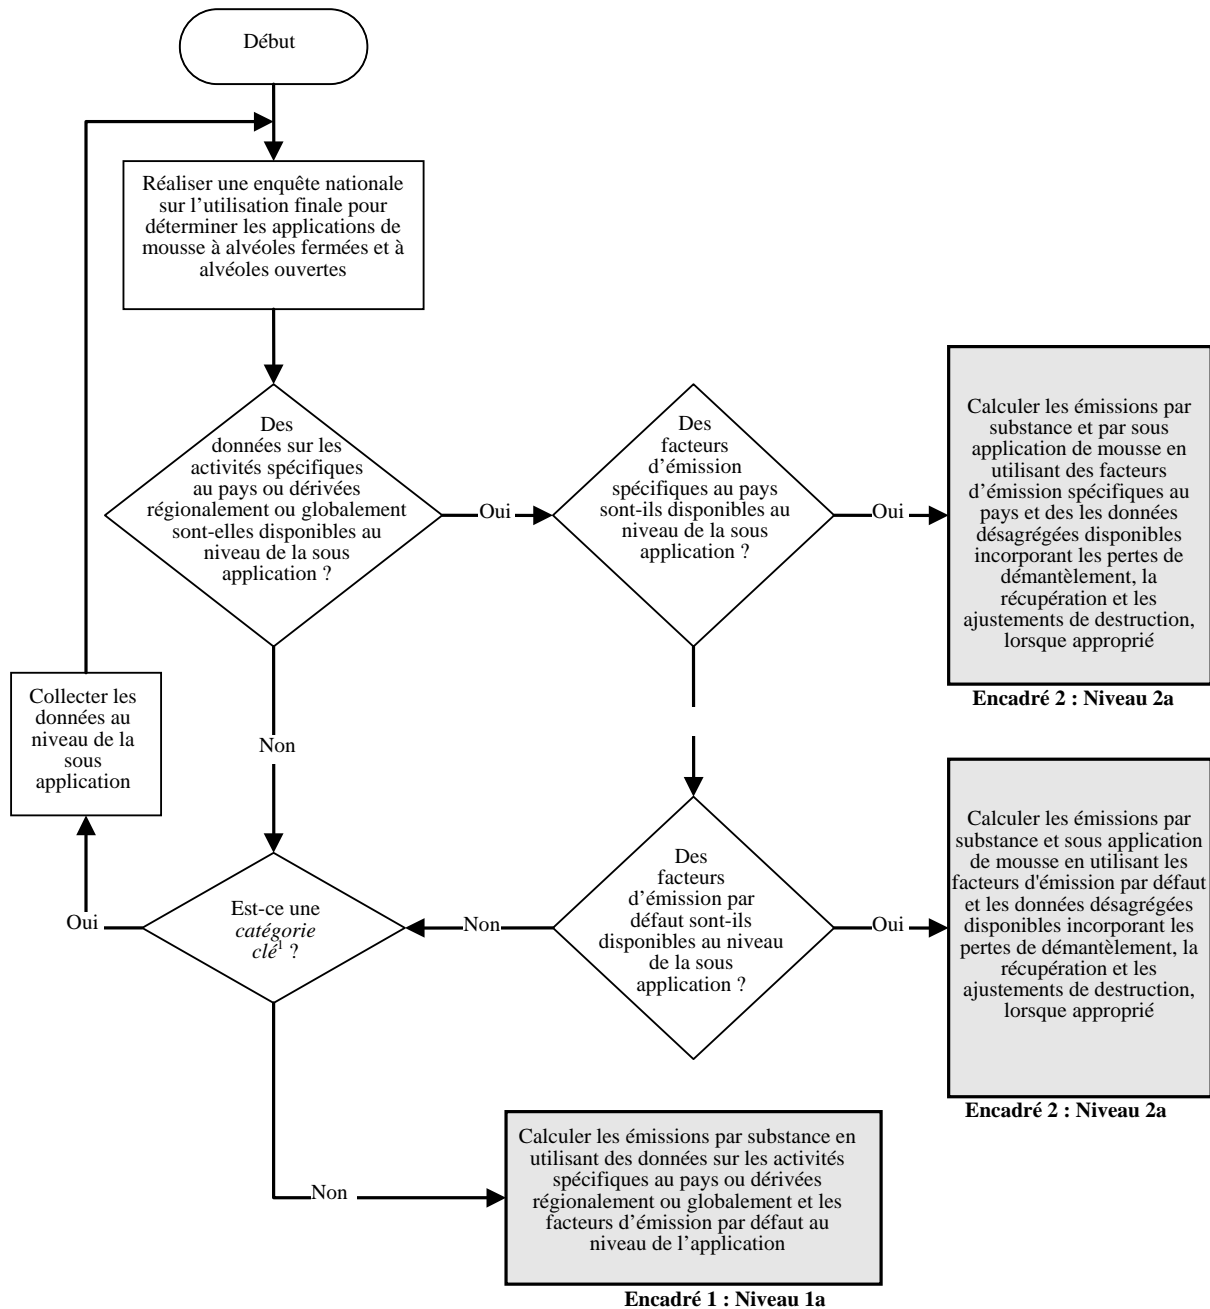 Début
Réaliser une enquête nationale
sur l’utilisation finale pour
déterminer les applications de
mousse à alvéoles fermées et à
alvéoles ouvertes
Des
données sur les
activités spécifiques
au pays ou dérivées
régionalement ou globalement
sont-elles disponibles au
niveau de la sous
application ?
Oui
Des
facteurs
d’émission
spécifiques au pays
sont-ils disponibles au
niveau de la sous
application ?
Oui
Calculer les émissions par
substance et par sous
application de mousse en
utilisant des facteurs
d’émission spécifiques au
pays et des les données
désagrégées disponibles
incorporant les pertes de
démantèlement, la
récupération et les
ajustements de destruction,
lorsque approprié
Encadré 2 : Niveau 2a
Collecter les
données au
niveau de la
sous
application
Non
Oui
Est-ce une
catégorie
clé¹ ?
Non
Des
facteurs
d’émission par
défaut sont-ils
disponibles au niveau
de la sous
application ?
Oui
Calculer les émissions par
substance et sous application
de mousse en utilisant les
facteurs d'émission par défaut
et les données désagrégées
disponibles incorporant les
pertes de démantèlement, la
récupération et les
ajustements de destruction,
lorsque approprié
Encadré 2 : Niveau 2a
Non
Calculer les émissions par substance en
utilisant des données sur les activités
spécifiques au pays ou dérivées
régionalement ou globalement et les
facteurs d’émission par défaut au
niveau de l’application
Encadré 1 : Niveau 1a